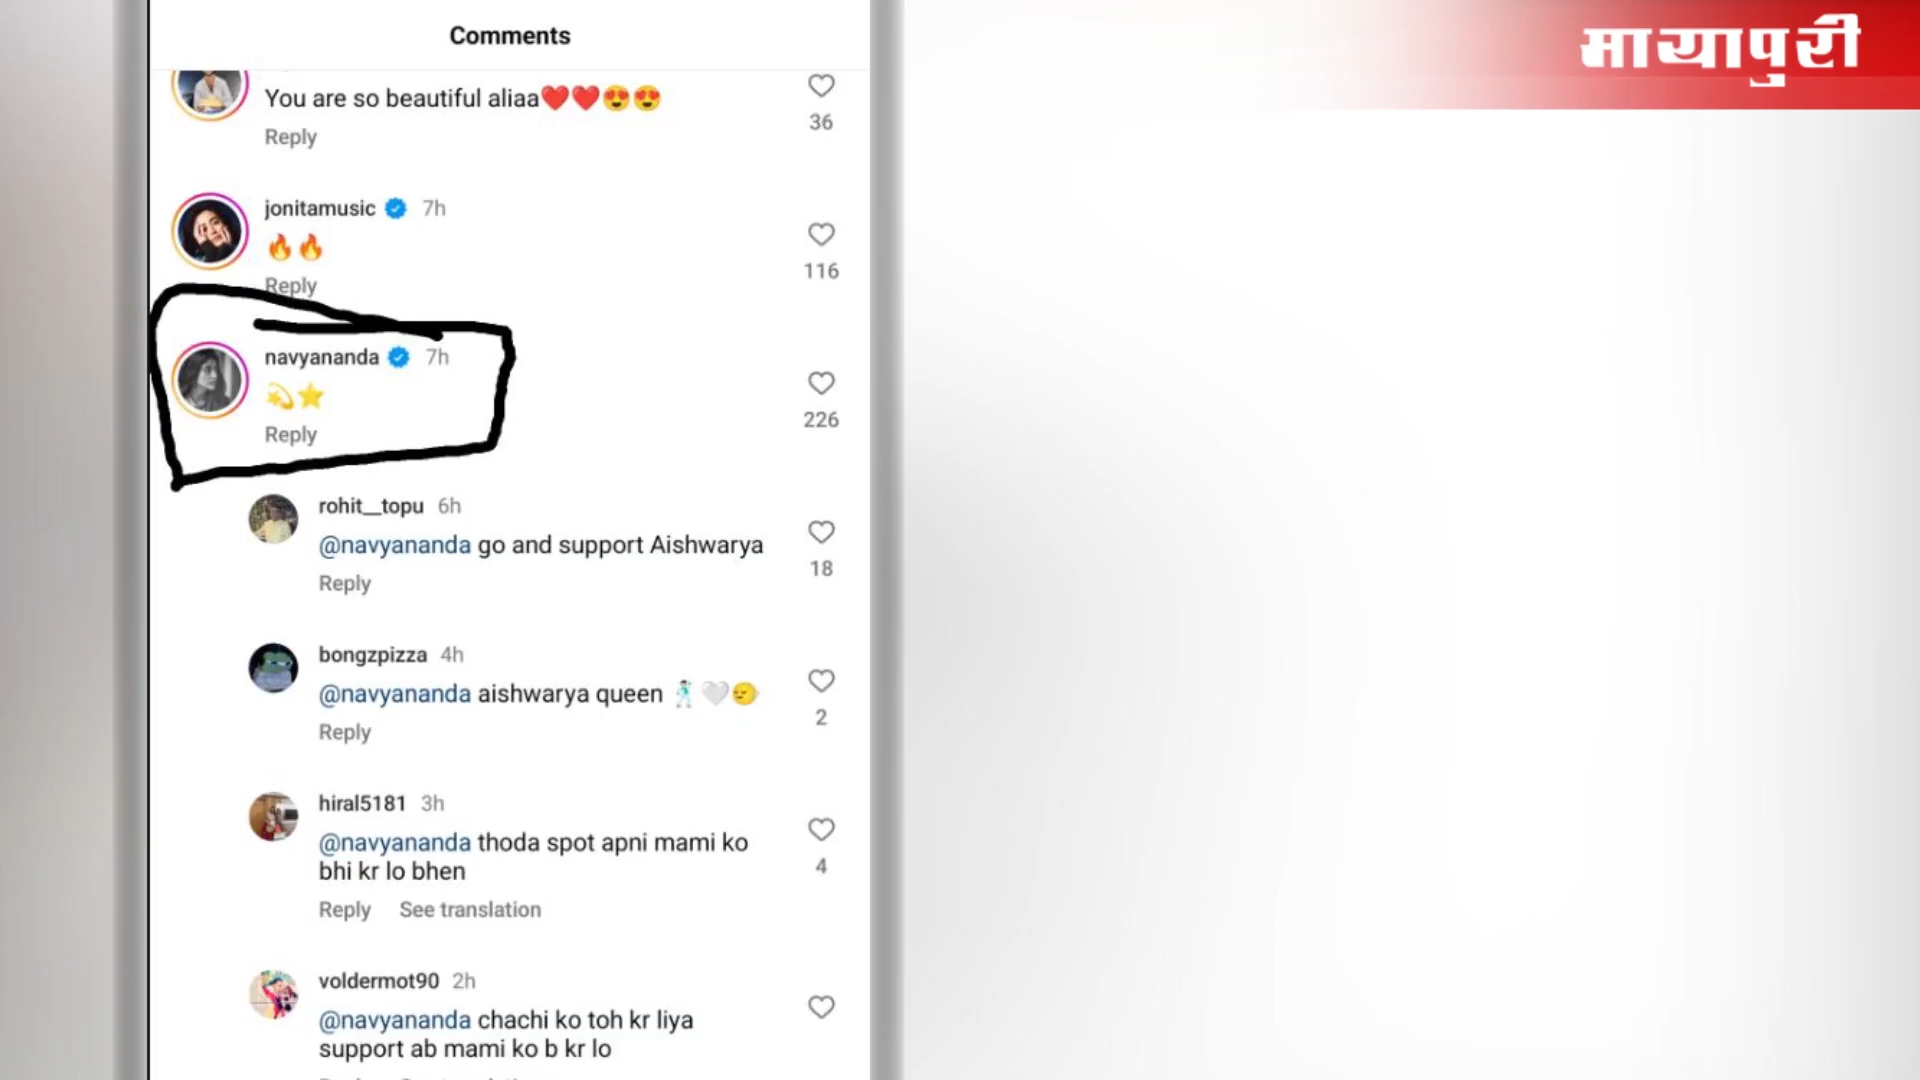 Comments
मायापुरी
You are so beautiful aliaa❤️❤️😍😍
36
Reply
jonitamusic 7h
🔥🔥
116
Reply
navyananda 7h
💫⭐
226
Reply
rohit__topu 6h
@navyananda go and support Aishwarya
18
Reply
bongzpizza 4h
@navyananda aishwarya queen 🕺🏻🤍🫡
2
Reply
hiral5181 3h
@navyananda thoda spot apni mami ko
bhi kr lo bhen
4
Reply See translation
voldermot90 2h
@navyananda chachi ko toh kr liya
support ab mami ko b kr lo